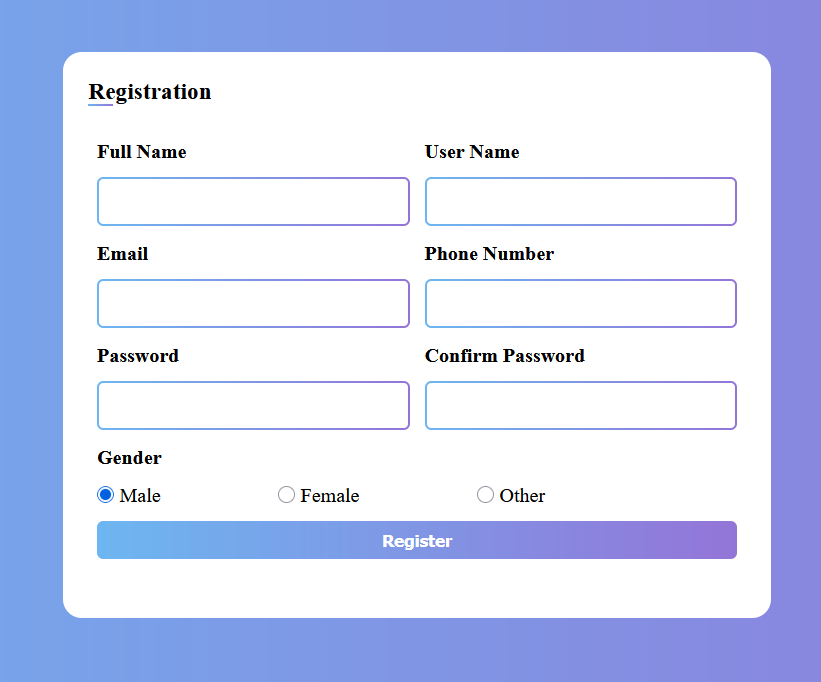 Registration
Full Name User Name
Email Phone Number
Password Confirm Password
Gender
Male Female Other
Register